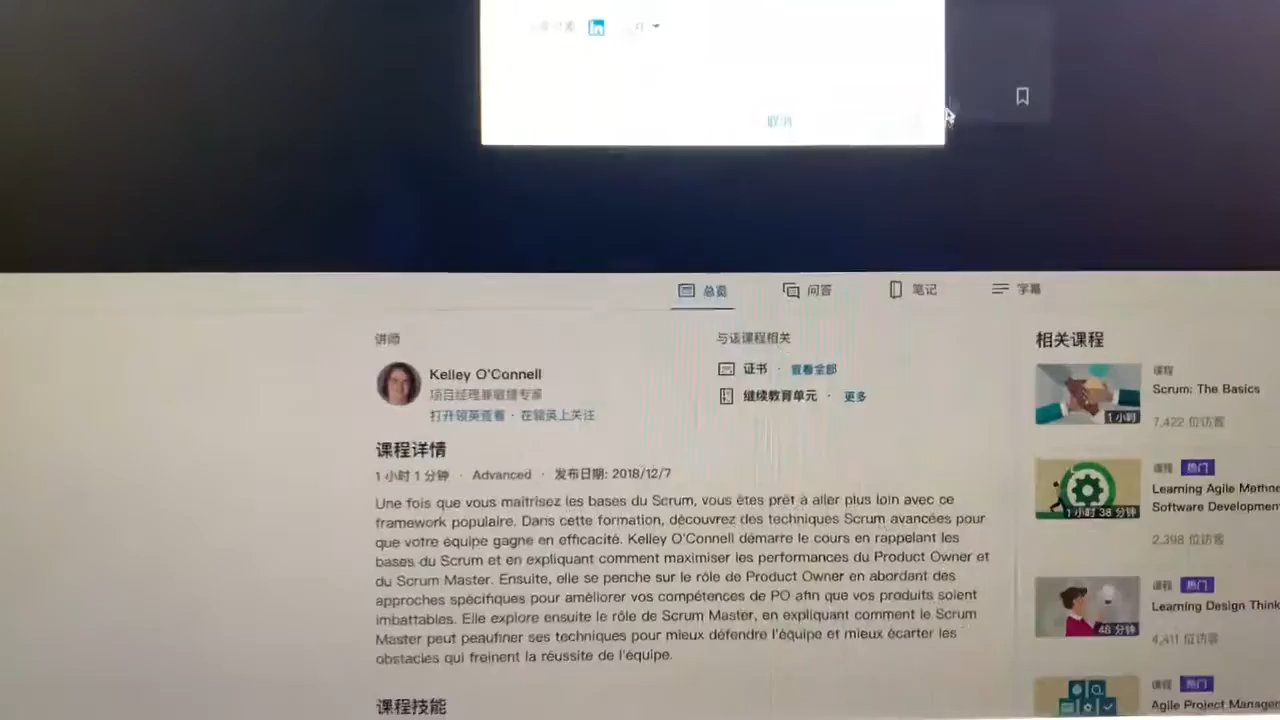 in
取消
总览
问答
笔记
字幕
讲师
Kelley O'Connell
项目经理兼敏捷专家
打开领英查看 · 在领英上关注
与该课程相关
证书 · 查看全部
继续教育单元 · 更多
课程详情
1 小时 1 分钟 · Advanced · 发布日期: 2018/12/7
Une fois que vous maîtrisez les bases du Scrum, vous êtes prêt à aller plus loin avec ce
framework populaire. Dans cette formation, découvrez des techniques Scrum avancées pour
que votre équipe gagne en efficacité. Kelley O'Connell démarre le cours en rappelant les
bases du Scrum et en expliquant comment maximiser les performances du Product Owner et
du Scrum Master. Ensuite, elle se penche sur le rôle de Product Owner en abordant des
approches spécifiques pour améliorer vos compétences de PO afin que vos produits soient
imbattables. Elle explore ensuite le rôle de Scrum Master, en expliquant comment le Scrum
Master peut peaufiner ses techniques pour mieux défendre l'équipe et mieux écarter les
obstacles qui freinent la réussite de l'équipe.
课程技能
相关课程
课程
Scrum: The Basics
1 小时
7,422 位访客
课程 热门
Learning Agile
Software Developmen
1 小时 38 分钟
2,398 位访客
课程 热门
Learning Design Think
48 分钟
4,411 位访客
课程 热门
Agile Project Manager